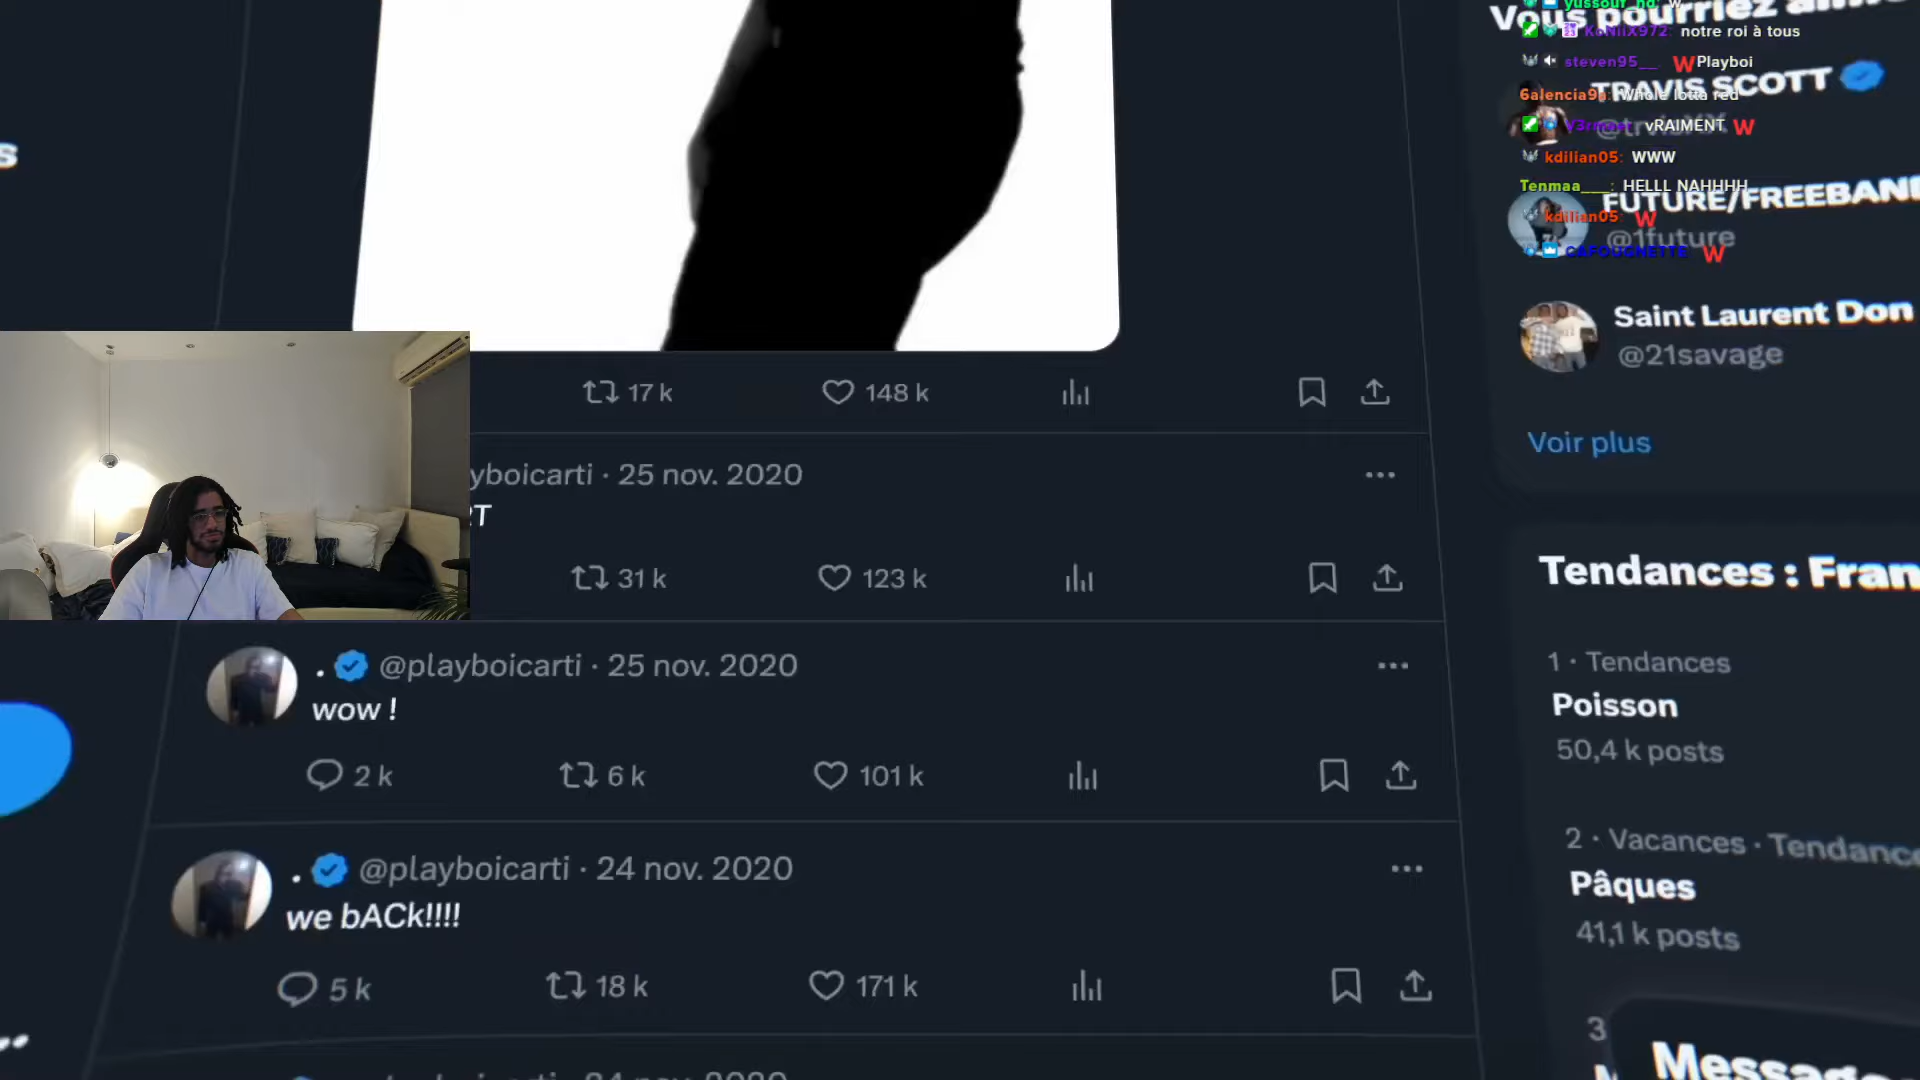 17 k 148 k
yboicarti · 25 nov. 2020
T
31 k 123 k
. @playboicarti · 25 nov. 2020
wow !
2 k 6 k 101 k
. @playboicarti · 24 nov. 2020
we bACk!!!!
5 k 18 k 171 k
Vous pourriez
KoNIIX972: notre roi à tous
steven95__: W Playboi
TRAVIS SCOTT
Whole lotta red
vRAIMENT W
kdilian05: WWW
Tenmaa___: HELLL NAHHHH
FUTURE/FREEBAN
kdilian05: W
@1future
W
Saint Laurent Don
@21savage
Voir plus
Tendances : Fran
1 · Tendances
Poisson
50,4 k posts
2 · Vacances · Tendance
Pâques
41,1 k posts
3
Message